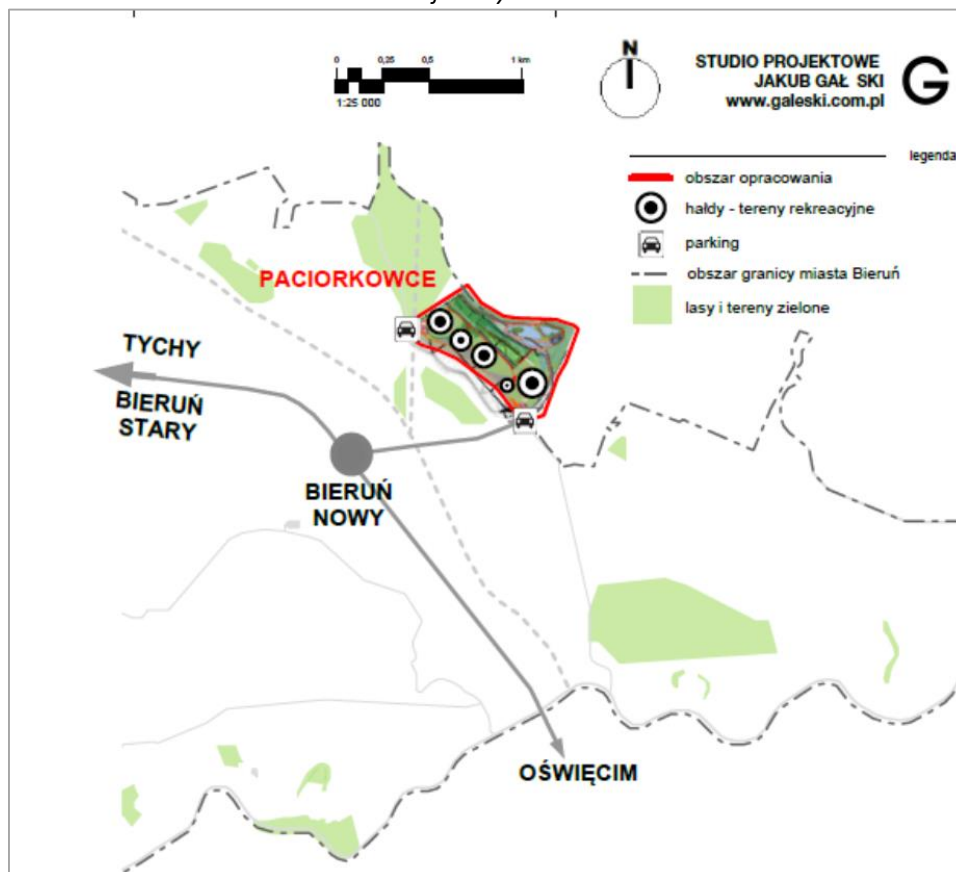 0 0,25 0,5 1 km
1:25 000
N
STUDIO PROJEKTOWE
JAKUB GAŁ SKI
www.galeski.com.pl
G
legenda
obszar opracowania
hałdy - tereny rekreacyjne
parking
obszar granicy miasta Bieruń
lasy i tereny zielone
PACIORKOWCE
TYCHY
BIERUŃ
STARY
BIERUŃ
NOWY
OŚWIĘCIM